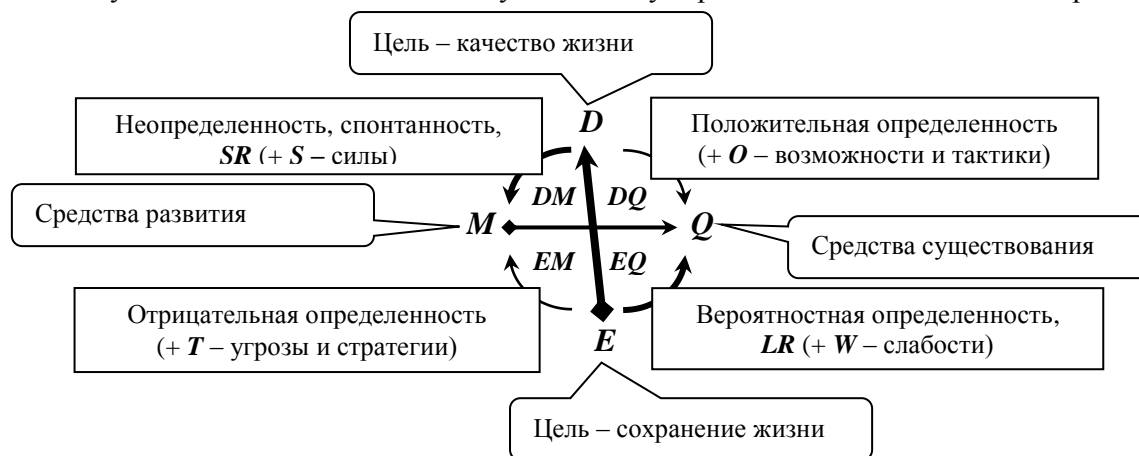 Цель – качество жизни
Неопределенность, спонтанность,
SR (+ S – силы)
D
Положительная определенность
(+ O – возможности и тактики)
DM DQ
Средства развития
M
Q
Средства существования
EM EQ
Отрицательная определенность
(+ T – угрозы и стратегии)
E
Вероятностная определенность,
LR (+ W – слабости)
Цель – сохранение жизни